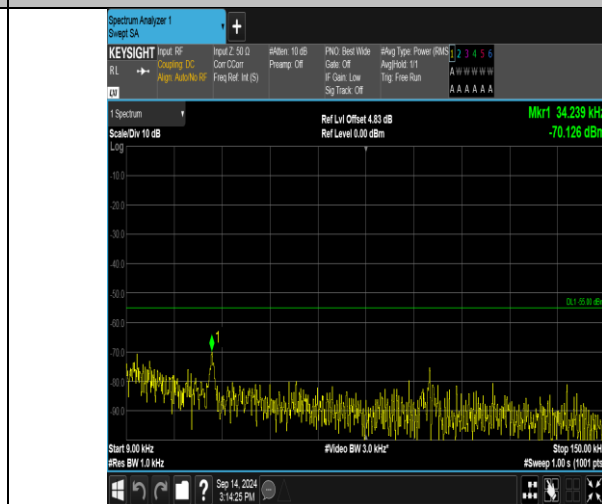 Spectrum Analyzer 1
Swept SA
+
KEYSIGHT Input: RF Input Z: 50 Ω #Atten: 10 dB PNO: Best Wide #Avg Type: Power (RMS 1 2 3 4 5 6
RL Coupling: DC Corr CCorr Preamp: Off Gate: Off Avg|Hold: 1/1 A W W W W W
Align: Auto/No RF Freq Ref: Int (S) IF Gain: Low Trig: Free Run
Sig Track: Off A A A A A A
LXI
1 Spectrum Ref Lvl Offset 4.83 dB Mkr1 34.239 kHz
Scale/Div 10 dB Ref Level 0.00 dBm -70.126 dBm
Log
-10.0
-20.0
-30.0
-40.0
-50.0
DL1 -55.00 dBm
-60.0
1
-70.0
-80.0
-90.0
Start 9.00 kHz #Video BW 3.0 kHz* Stop 150.00 kHz
#Res BW 1.0 kHz #Sweep 1.00 s (1001 pts
? Sep 14, 2024
3:14:25 PM